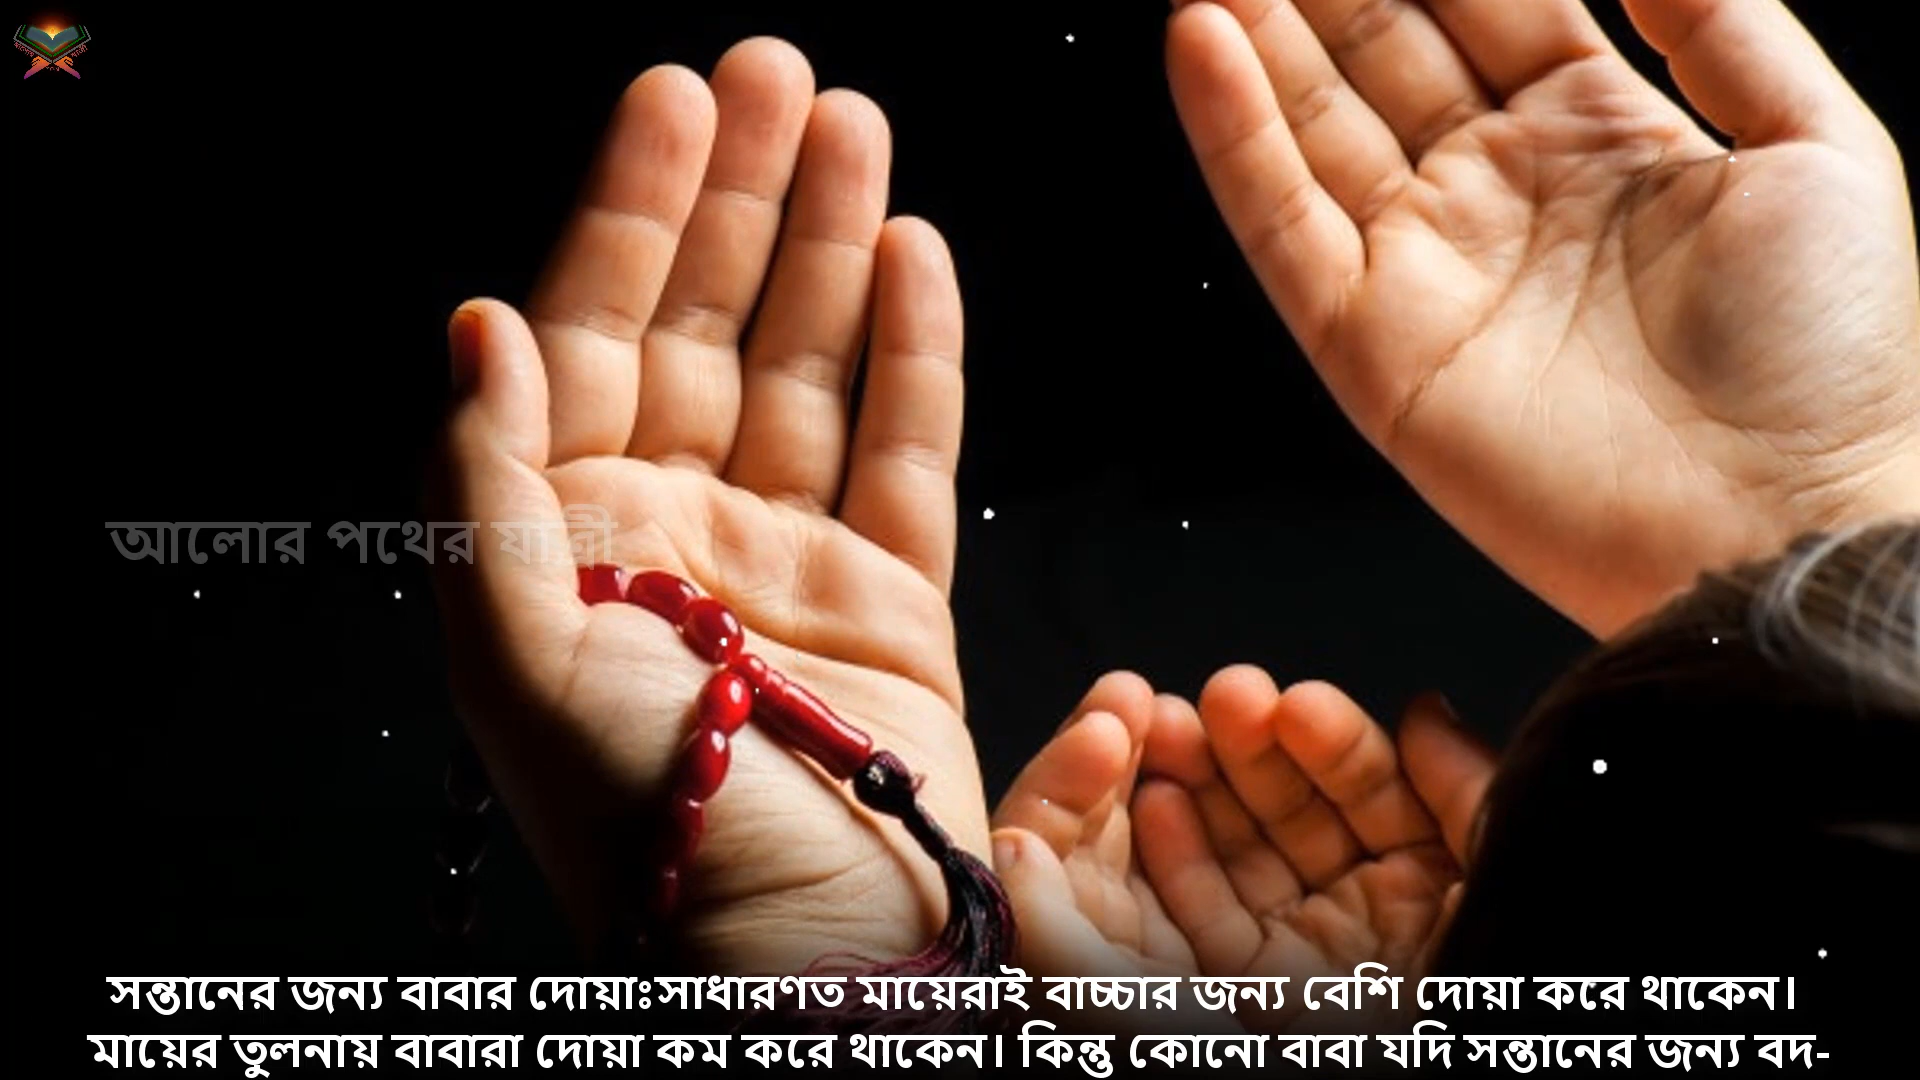 আলোর পথের যাত্রী
সন্তানের জন্য বাবার দোয়াঃসাধারণত মায়েরাই বাচ্চার জন্য বেশি দোয়া করে থাকেন।
মায়ের তুলনায় বাবারা দোয়া কম করে থাকেন। কিন্তু কোনো বাবা যদি সন্তানের জন্য বদ-